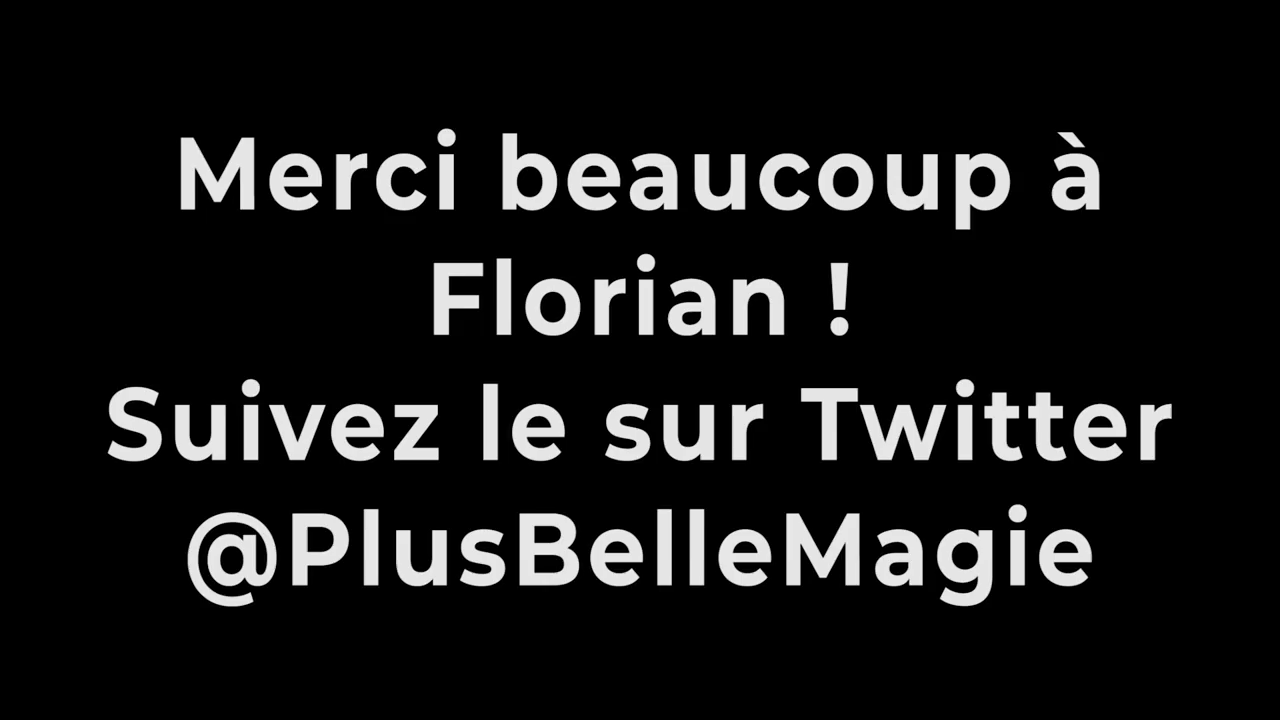 Merci beaucoup à
Florian !
Suivez le sur Twitter
@PlusBelleMagie